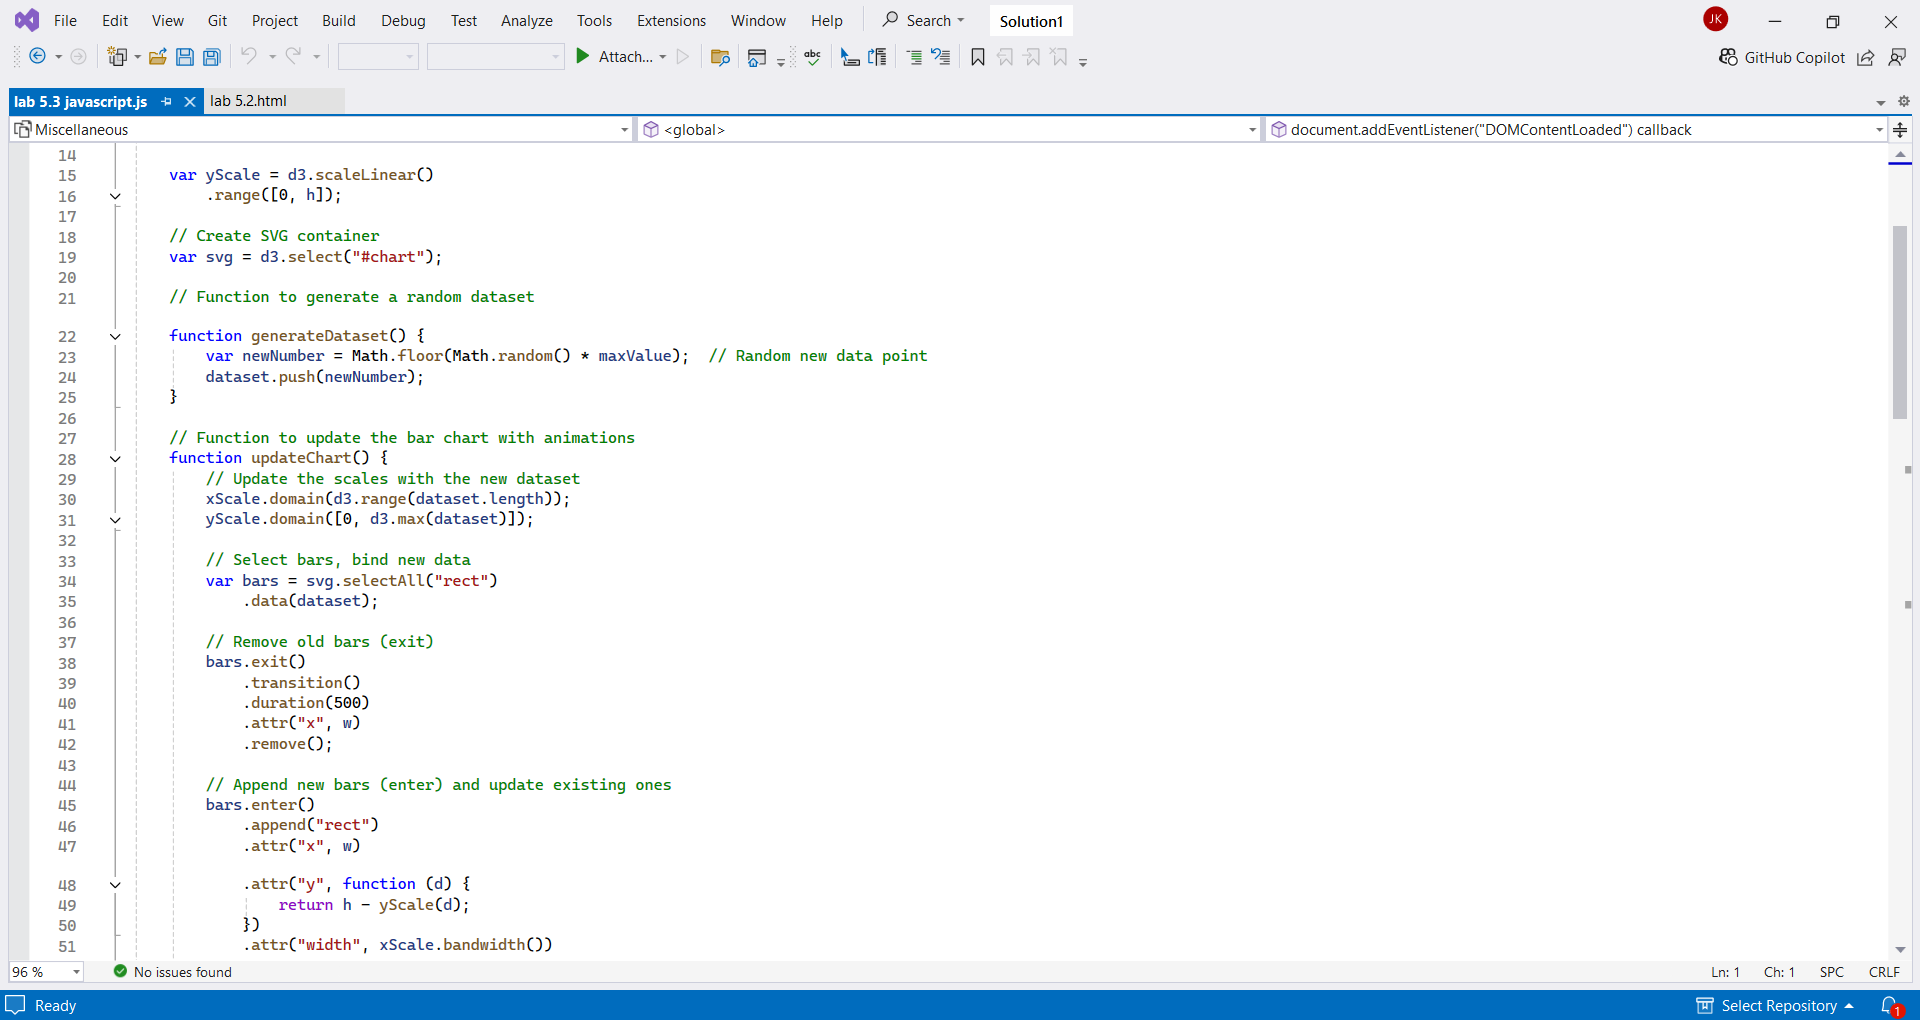 File Edit View Git Project Build Debug Test Analyze Tools Extensions Window Help Search Solution1 JK
Attach... abc GitHub Copilot
lab 5.3 javascript.js lab 5.2.html
Miscellaneous <global> document.addEventListener("DOMContentLoaded") callback
14
15 var yScale = d3.scaleLinear()
16 .range([0, h]);
17
18 // Create SVG container
19 var svg = d3.select("#chart");
20
21 // Function to generate a random dataset
22 function generateDataset() {
23 var newNumber = Math.floor(Math.random() * maxValue); // Random new data point
24 dataset.push(newNumber);
25 }
26
27 // Function to update the bar chart with animations
28 function updateChart() {
29 // Update the scales with the new dataset
30 xScale.domain(d3.range(dataset.length));
31 yScale.domain([0, d3.max(dataset)]);
32
33 // Select bars, bind new data
34 var bars = svg.selectAll("rect")
35 .data(dataset);
36
37 // Remove old bars (exit)
38 bars.exit()
39 .transition()
40 .duration(500)
41 .attr("x", w)
42 .remove();
43
44 // Append new bars (enter) and update existing ones
45 bars.enter()
46 .append("rect")
47 .attr("x", w)
48 .attr("y", function (d) {
49 return h - yScale(d);
50 })
51 .attr("width", xScale.bandwidth())
96 % No issues found Ln: 1 Ch: 1 SPC CRLF
Ready Select Repository 1